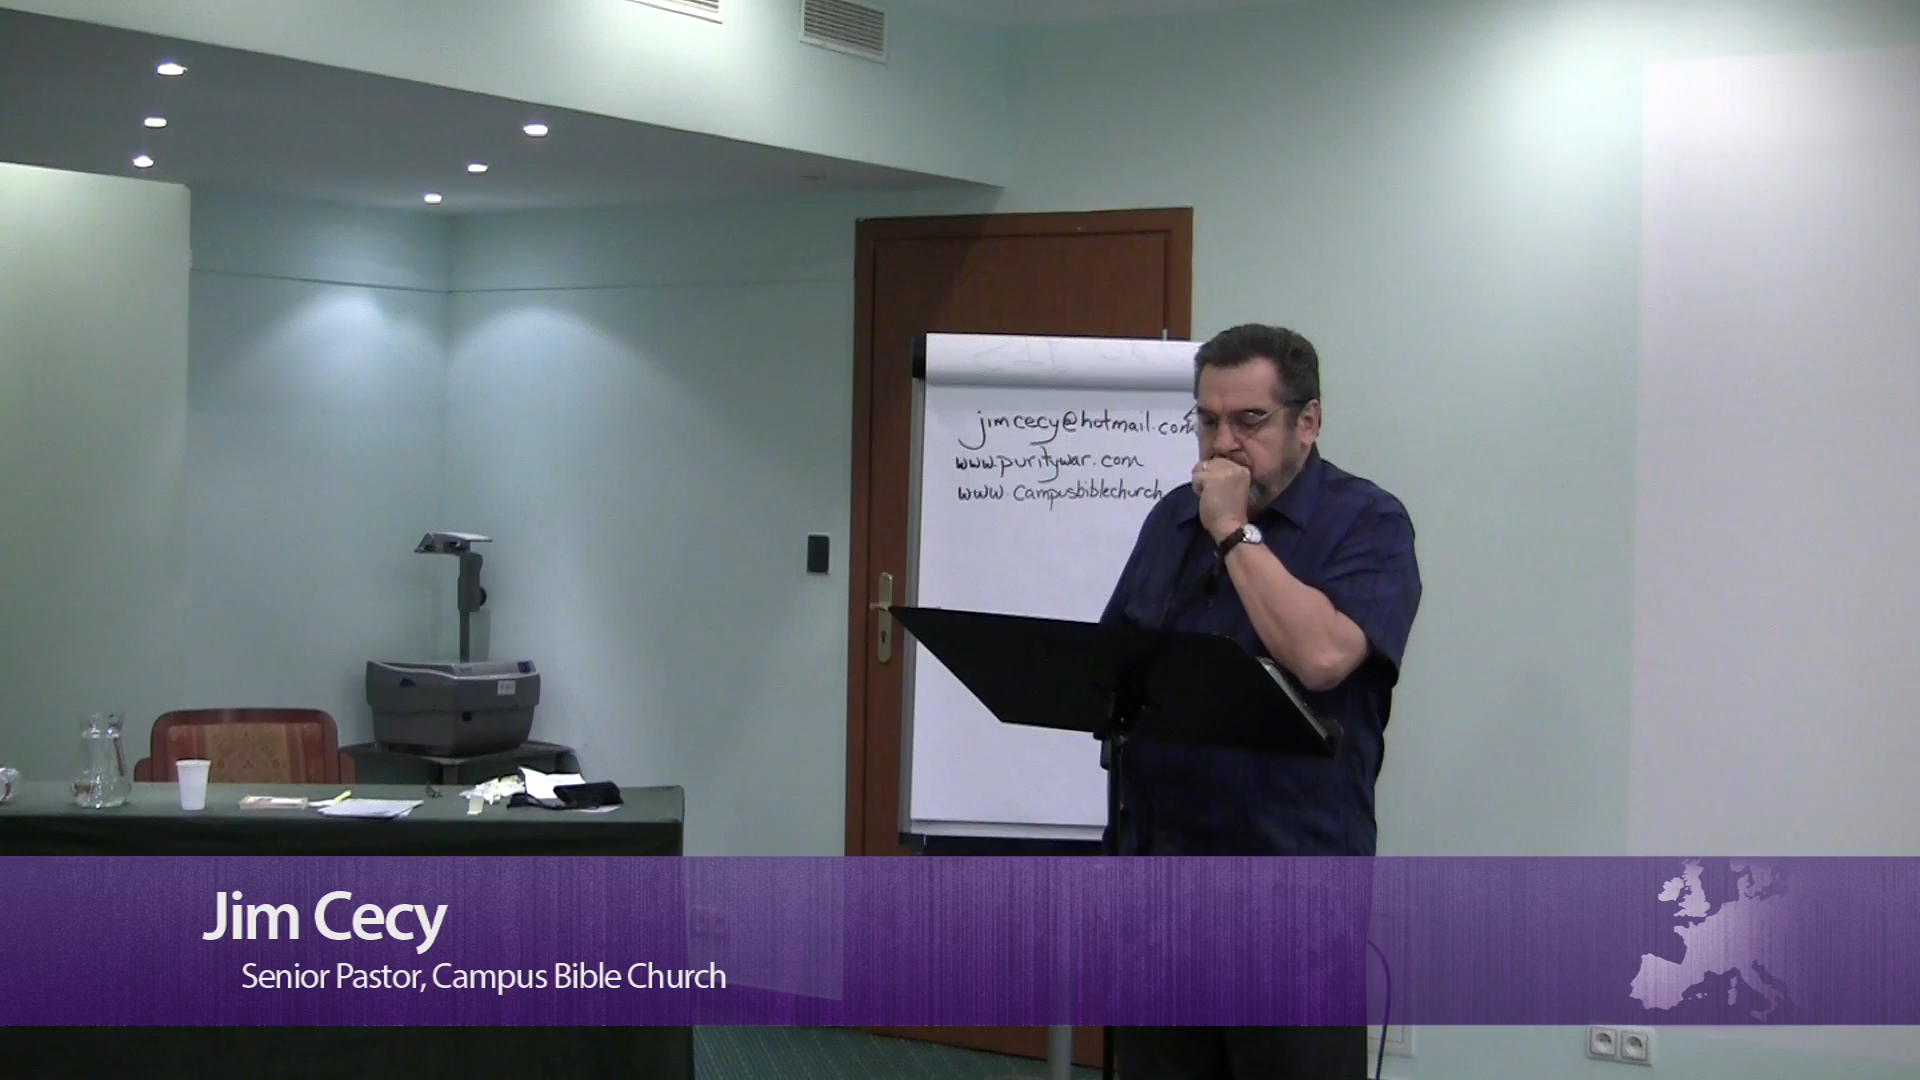 jimcecy@hotmail.com
www.puritywar.com
www.campusbiblechurch
Jim Cecy
Senior Pastor, Campus Bible Church